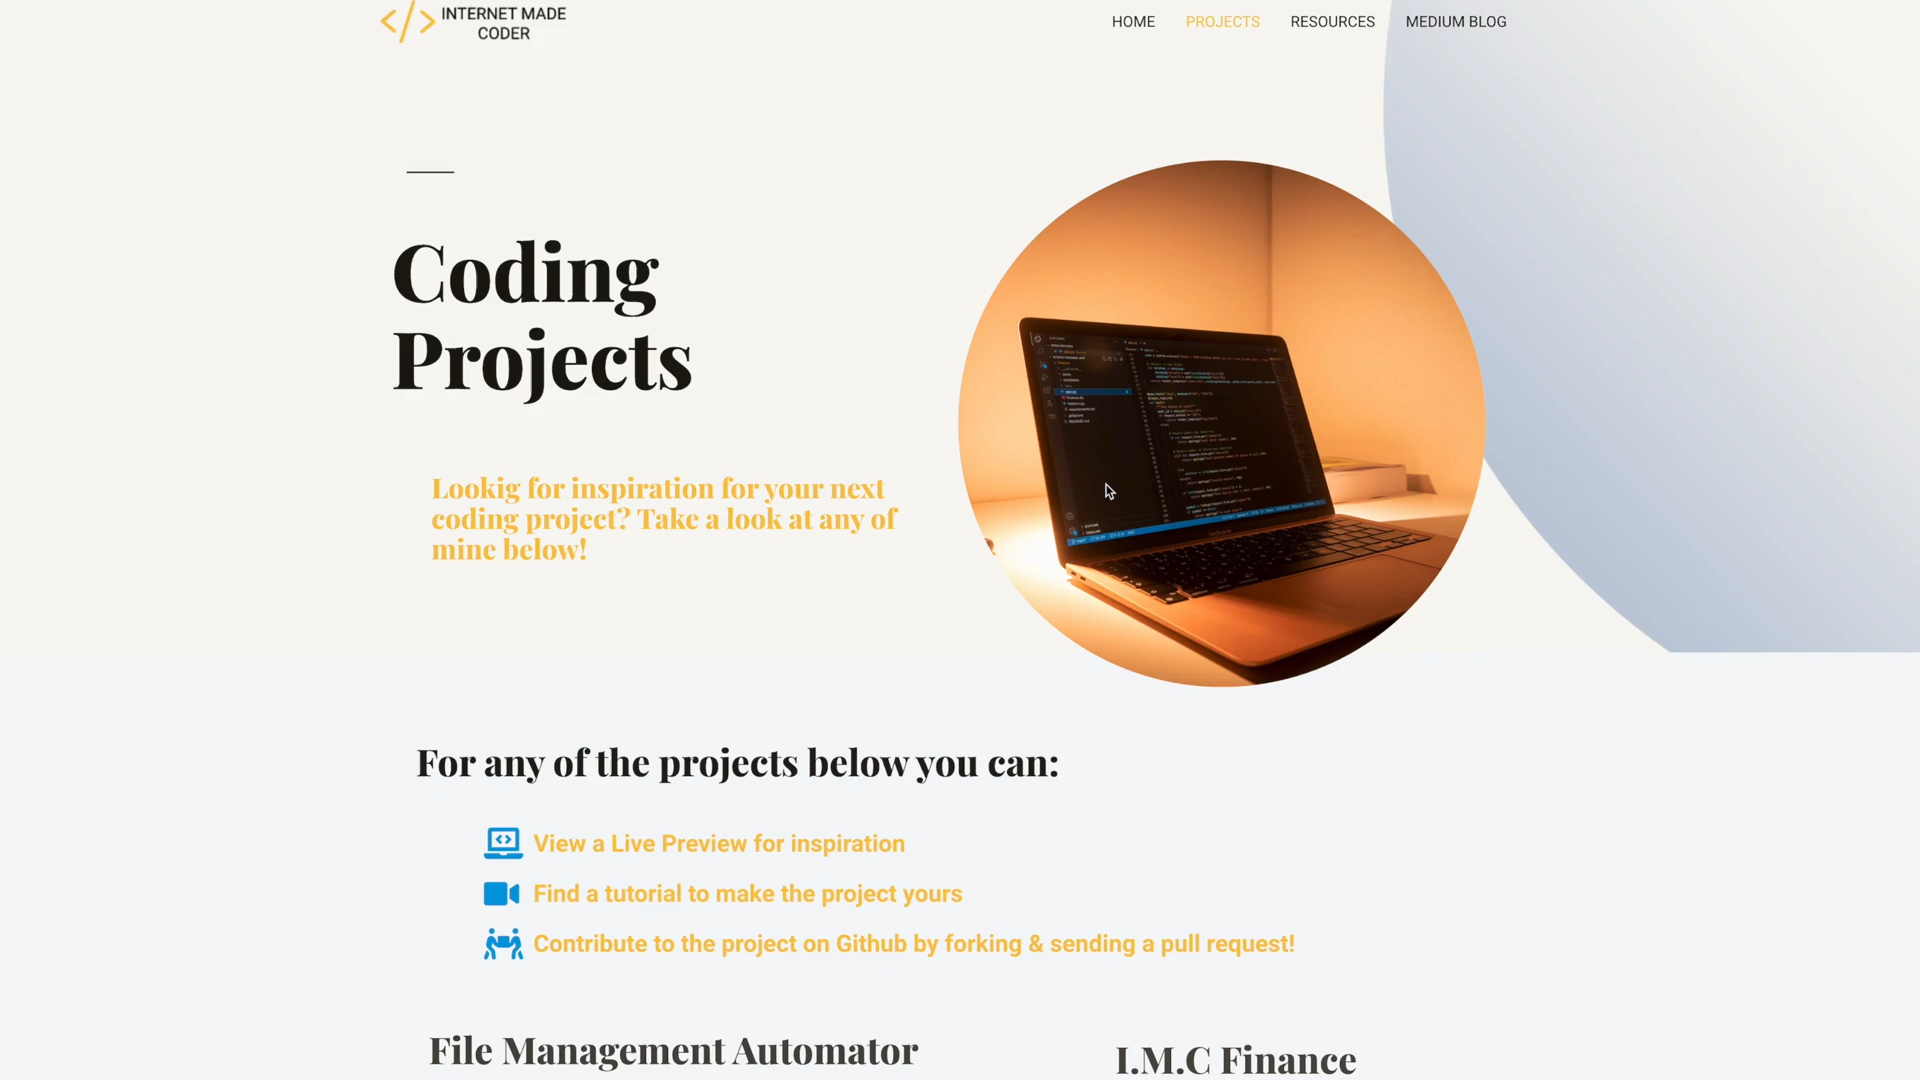 INTERNET MADE
CODER
HOME PROJECTS RESOURCES MEDIUM BLOG
Coding
Projects
Lookig for inspiration for your next
coding project? Take a look at any of
mine below!
For any of the projects below you can:
View a Live Preview for inspiration
Find a tutorial to make the project yours
Contribute to the project on Github by forking & sending a pull request!
File Management Automator
I.M.C Finance